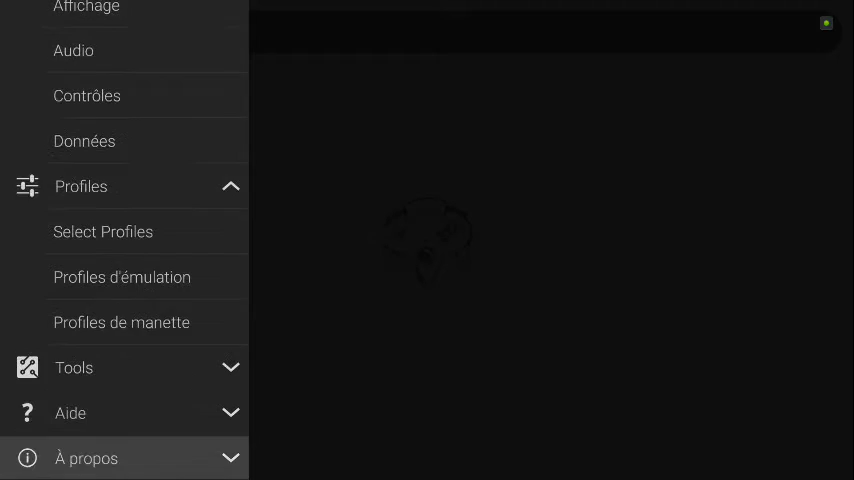 Affichage
Audio
Contrôles
Données
Profiles
Select Profiles
Profiles d'émulation
Profiles de manette
Tools
Aide
À propos